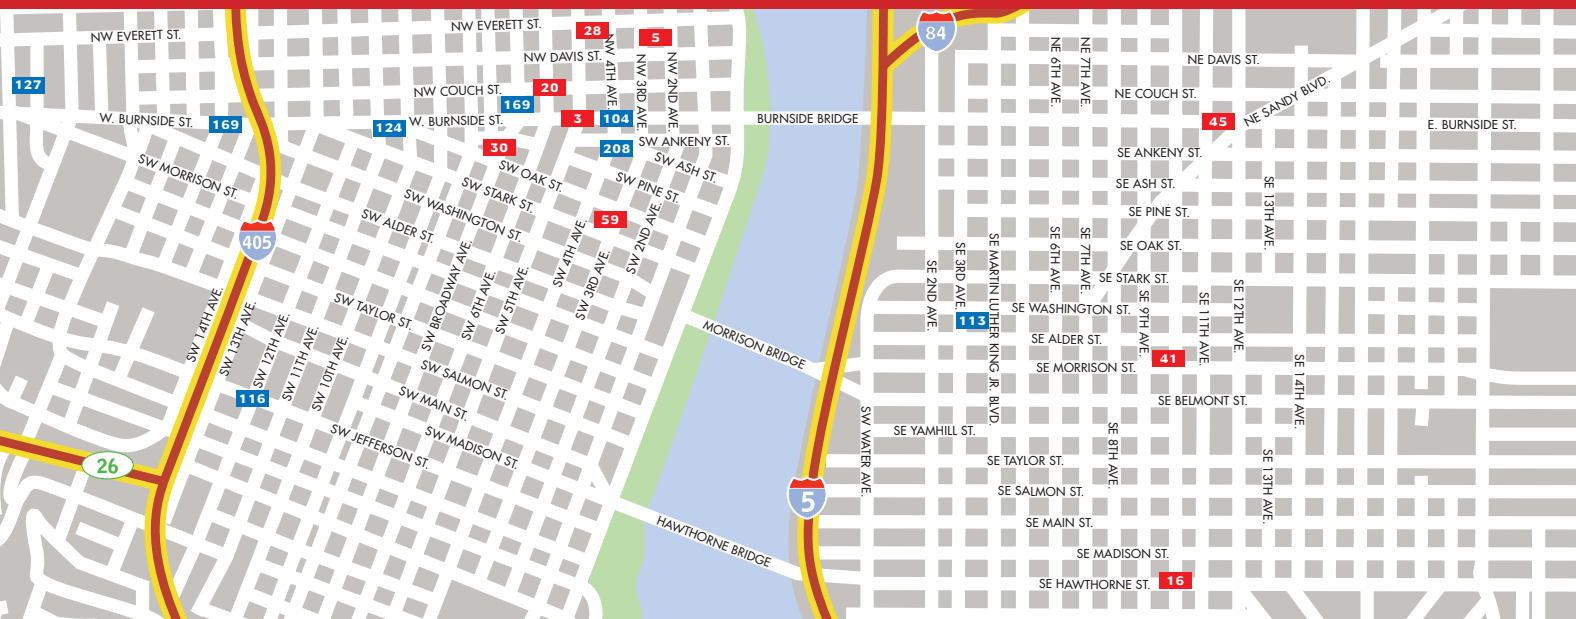 NW EVERETT ST.
NW EVERETT ST.
28
5
84
NW DAVIS ST.
NE DAVIS ST.
NW 4TH AVE.
NW 3RD AVE.
NW 2ND AVE.
NE 6TH AVE.
NE 7TH AVE.
127
NW COUCH ST.
20
169
NE COUCH ST.
NE SANDY BLVD.
W. BURNSIDE ST.
169
124
W. BURNSIDE ST.
3
104
BURNSIDE BRIDGE
45
E. BURNSIDE ST.
30
208
SW ANKENY ST.
SE ANKENY ST.
SW MORRISON ST.
SW OAK ST.
SW ASH ST.
SE ASH ST.
SW STARK ST.
SW PINE ST.
SE PINE ST.
SW WASHINGTON ST.
SW ALDER ST.
59
SE 13TH AVE.
405
SW BROADWAY AVE.
SW 6TH AVE.
SW 5TH AVE.
SW 4TH AVE.
SW 3RD AVE.
SW 2ND AVE.
SE OAK ST.
SE 2ND AVE.
SE 3RD AVE.
SE MARTIN LUTHER KING JR. BLVD.
SE 6TH AVE.
SE 7TH AVE.
SE STARK ST.
SE 9TH AVE.
SE 11TH AVE.
SE 12TH AVE.
SW 14TH AVE.
SW 13TH AVE.
SW 12TH AVE.
SW 11TH AVE.
SW 10TH AVE.
SW TAYLOR ST.
113
SE WASHINGTON ST.
MORRISON BRIDGE
SE ALDER ST.
41
SE MORRISON ST.
SE 14TH AVE.
SW SALMON ST.
116
SW MAIN ST.
SE BELMONT ST.
SW JEFFERSON ST.
SW MADISON ST.
SW WATER AVE.
SE YAMHILL ST.
SE 8TH AVE.
SE 13TH AVE.
26
SE TAYLOR ST.
5
SE SALMON ST.
HAWTHORNE BRIDGE
SE MAIN ST.
SE MADISON ST.
SE HAWTHORNE ST.
16